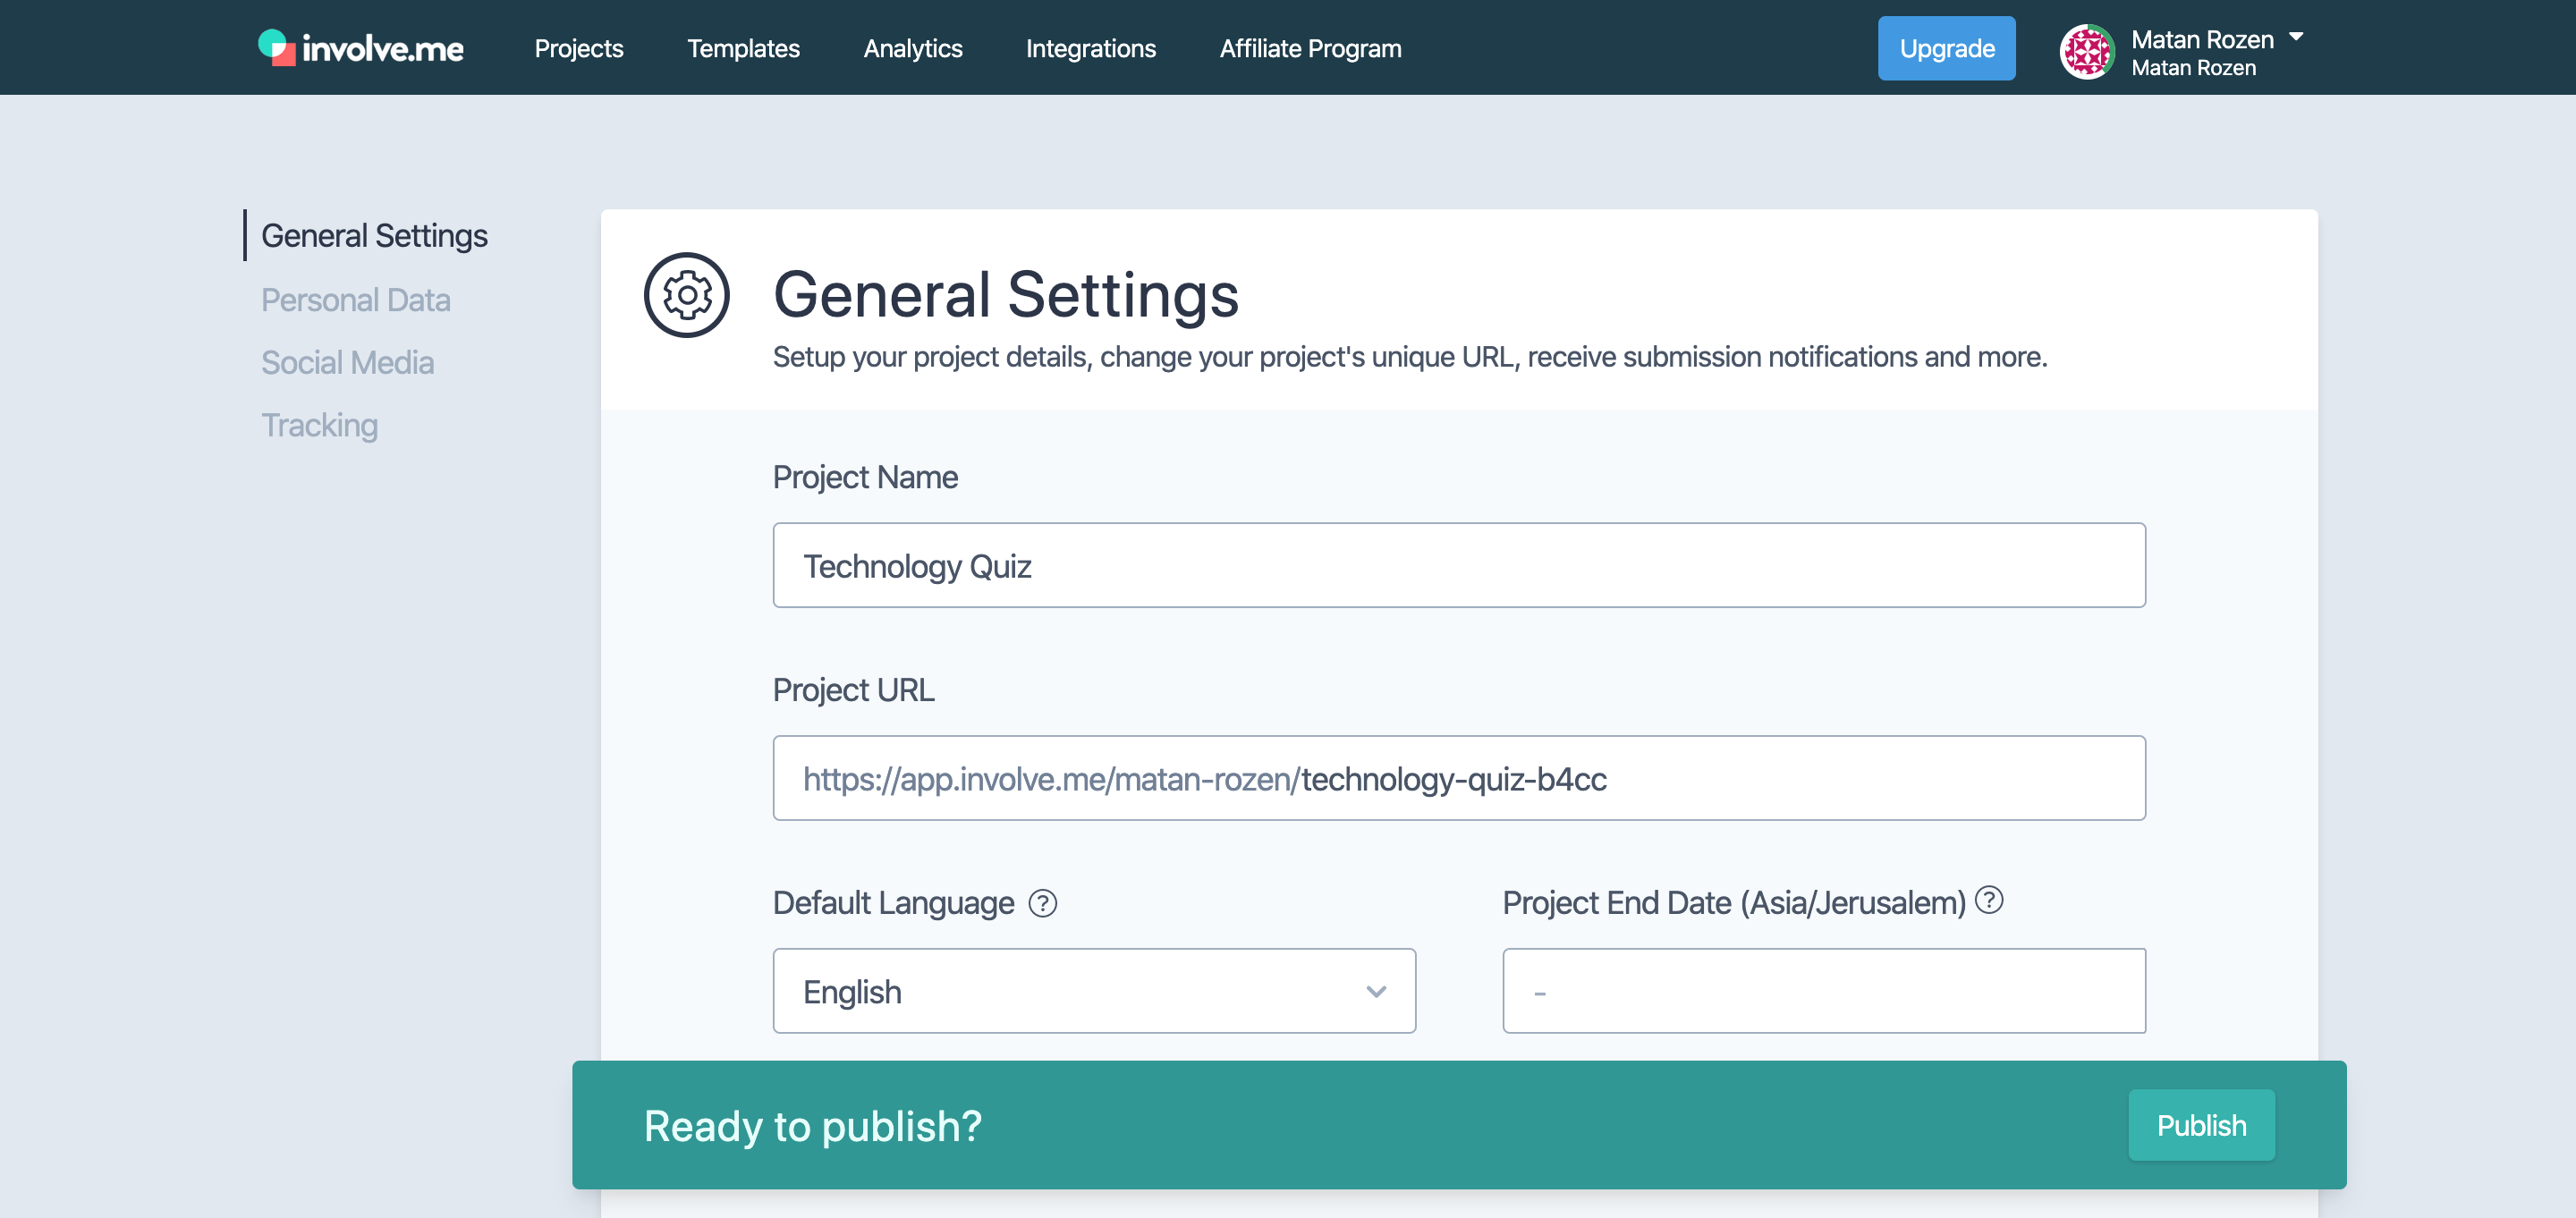 involve.me
Projects
Templates
Analytics
Integrations
Affiliate Program
Upgrade
Matan Rozen
Matan Rozen
General Settings
Personal Data
Social Media
Tracking
General Settings
Setup your project details, change your project's unique URL, receive submission notifications and more.
Project Name
Technology Quiz
Project URL
https://app.involve.me/matan-rozen/technology-quiz-b4cc
Default Language ?
English
Project End Date (Asia/Jerusalem) ?
-
Ready to publish?
Publish